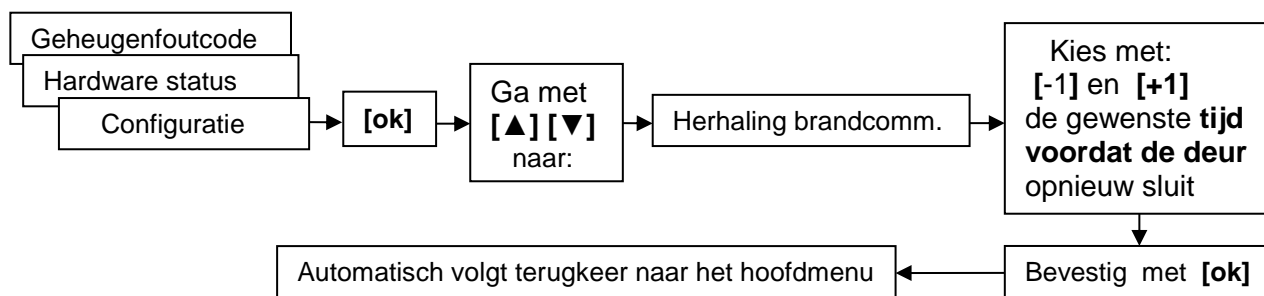 Geheugenfoutcode
Hardware status
Configuratie
[ok]
Ga met
[▲] [▼]
naar:
Herhaling brandcomm.
Kies met:
[-1] en [+1]
de gewenste tijd
voordat de deur
opnieuw sluit
Bevestig met [ok]
Automatisch volgt terugkeer naar het hoofdmenu